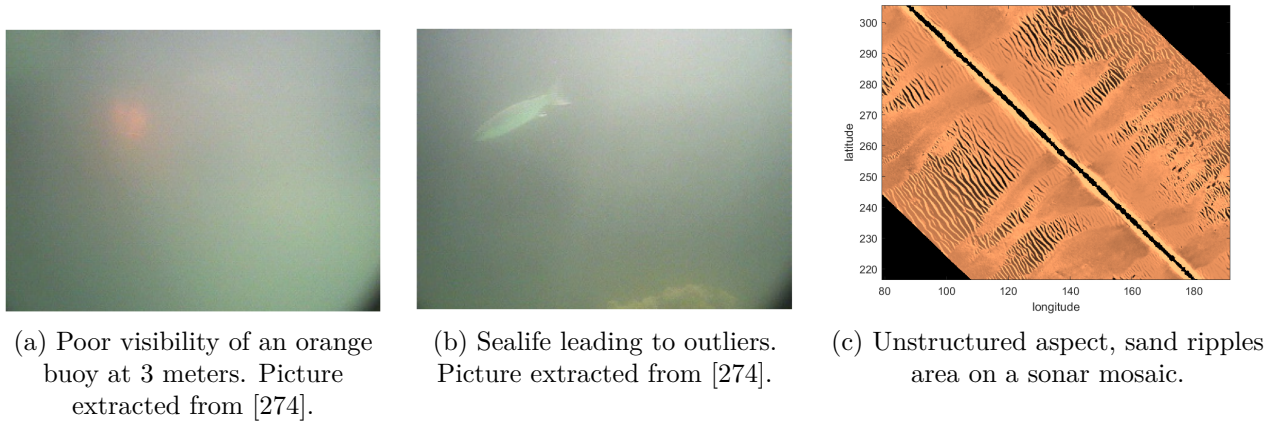 300
290
280
270
260
250
240
230
220
latitude
80 100 120 140 160 180
longitude
(a) Poor visibility of an orange
buoy at 3 meters. Picture
extracted from [274].
(b) Sealife leading to outliers.
Picture extracted from [274].
(c) Unstructured aspect, sand ripples
area on a sonar mosaic.